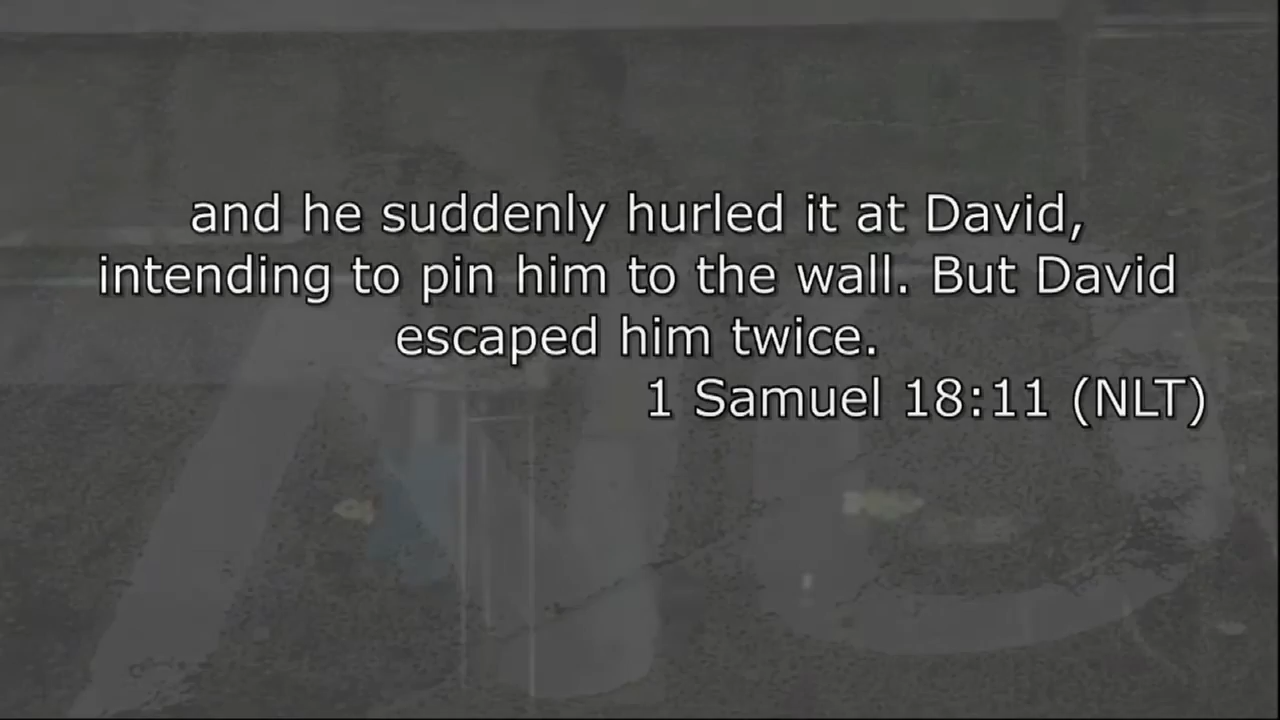 and he suddenly hurled it at David,
intending to pin him to the wall. But David
escaped him twice.
1 Samuel 18:11 (NLT)